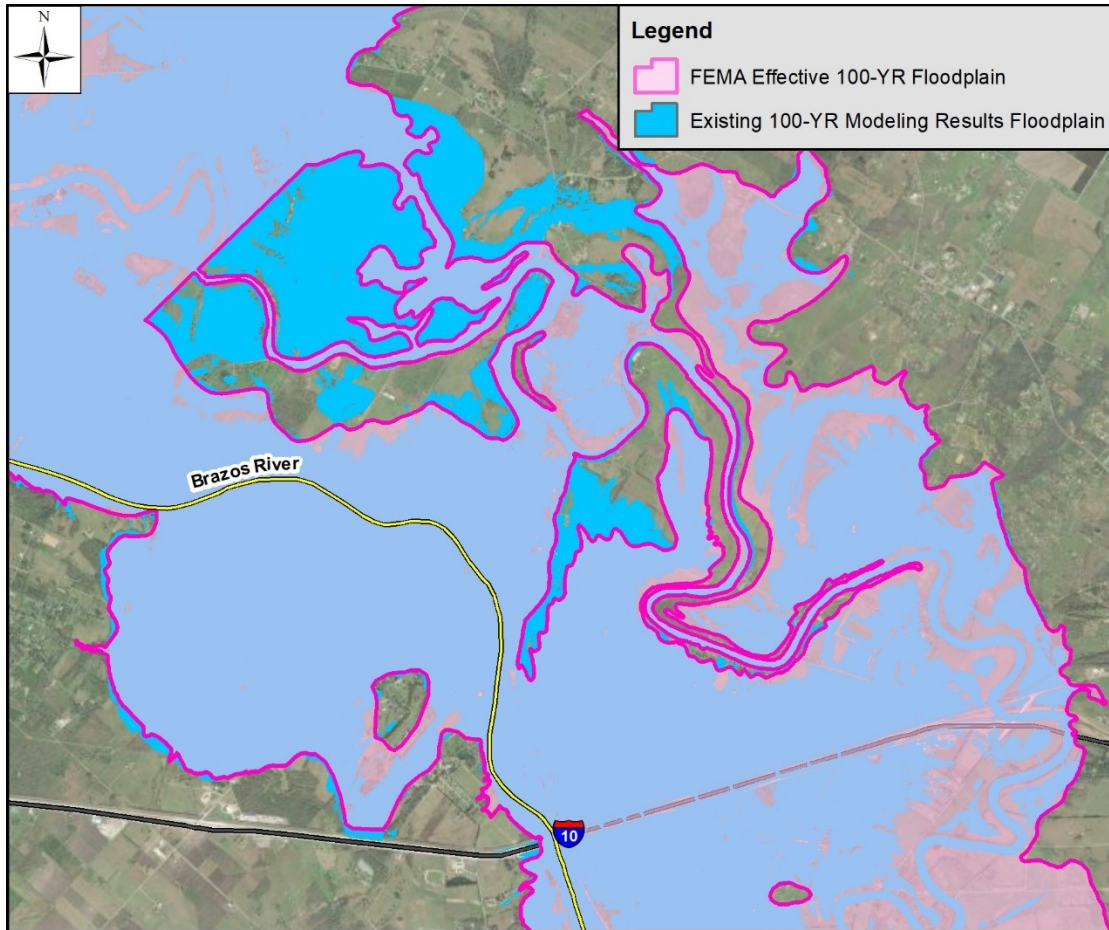 N
Legend
FEMA Effective 100-YR Floodplain
Existing 100-YR Modeling Results Floodplain
Brazos River
10